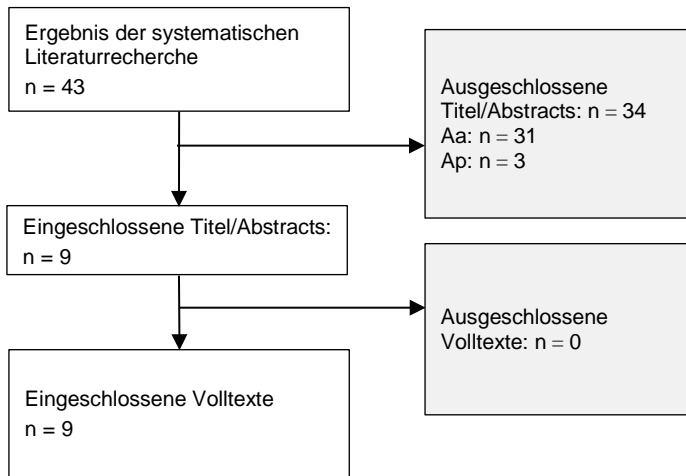 Ergebnis der systematischen
Literaturrecherche
n = 43
Ausgeschlossene
Titel/Abstracts: n = 34
Aa: n = 31
Ap: n = 3
Eingeschlossene Titel/Abstracts:
n = 9
Ausgeschlossene
Volltexte: n = 0
Eingeschlossene Volltexte
n = 9